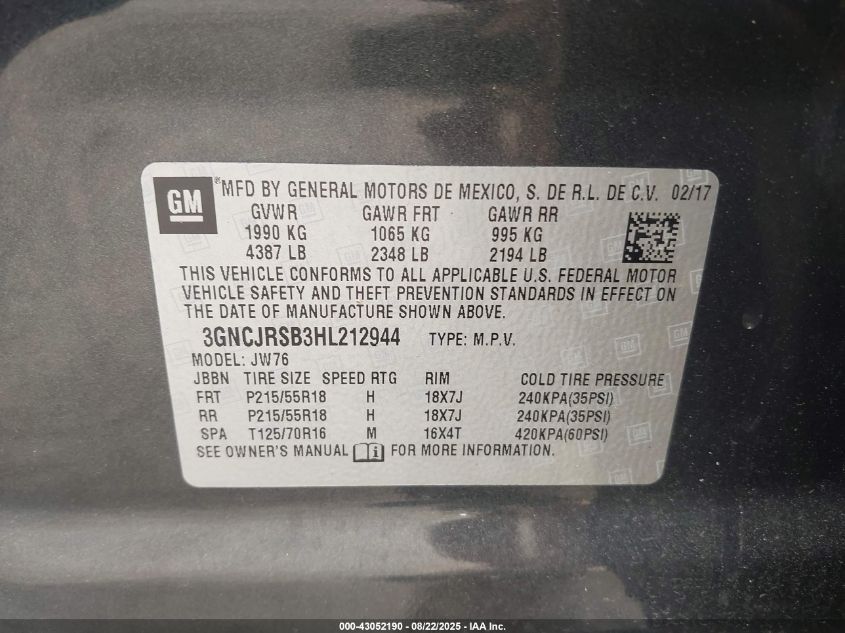 GM
*MFD BY GENERAL MOTORS DE MEXICO, S. DE R.L. DE C.V. 02/17
GVWR GAWR FRT GAWR RR
1990 KG 1065 KG 995 KG
4387 LB 2348 LB 2194 LB
THIS VEHICLE CONFORMS TO ALL APPLICABLE U.S. FEDERAL MOTOR
VEHICLE SAFETY AND THEFT PREVENTION STANDARDS IN EFFECT ON
THE DATE OF MANUFACTURE SHOWN ABOVE.
3GNCJRSB3HL212944 TYPE: M.P.V.
MODEL: JW76
JBBN TIRE SIZE SPEED RTG RIM COLD TIRE PRESSURE
FRT P215/55R18 H 18X7J 240KPA(35PSI)
RR P215/55R18 H 18X7J 240KPA(35PSI)
SPA T125/70R16 M 16X4T 420KPA(60PSI)
SEE OWNER'S MANUAL FOR MORE INFORMATION.
000-43052190 - 08/22/2025 - IAA Inc.